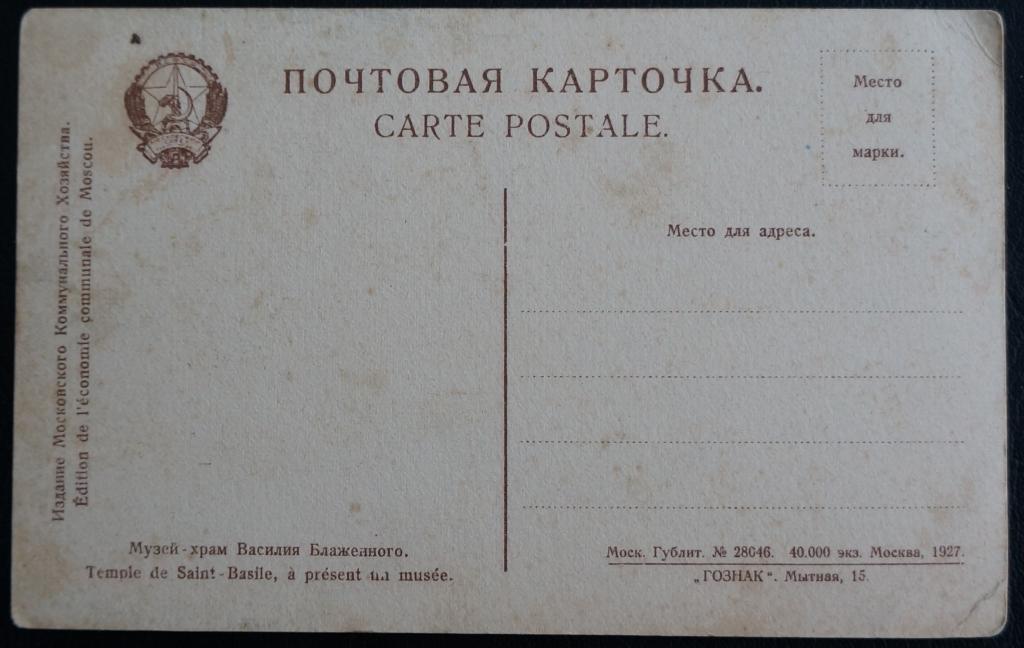 ПОЧТОВАЯ КАРТОЧКА.
CARTE POSTALE.
Место
для
марки.
Место для адреса.
Издание Московского Коммунального Хозяйства.
Édition de l'économie communale de Moscou.
Музей-храм Василия Блаженного.
Temple de Saint-Basile, à présent un musée.
Моск. Гублит. № 28646. 40.000 экз. Москва, 1927.
„ГОЗНАК“. Мытная, 15.